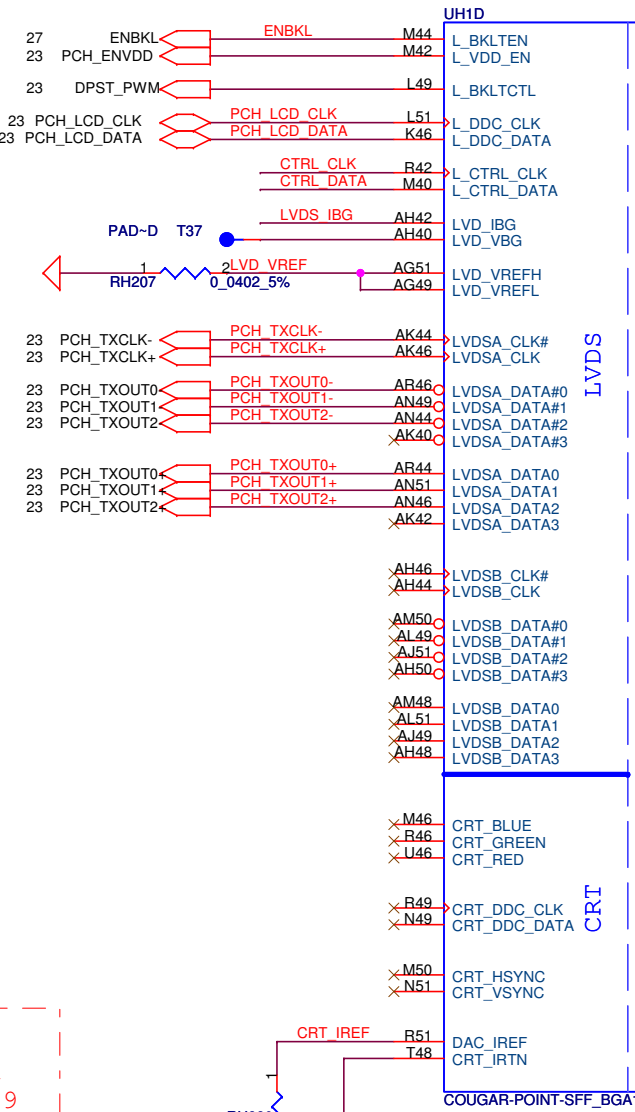 UH1D
27 ENBKL ENBKL M44 L_BKLTEN
23 PCH_ENVDD M42 L_VDD_EN
23 DPST_PWM L49 L_BKLTCTL
23 PCH_LCD_CLK PCH_LCD_CLK L51 L_DDC_CLK
23 PCH_LCD_DATA PCH_LCD_DATA K46 L_DDC_DATA
CTRL_CLK R42 L_CTRL_CLK
CTRL_DATA M40 L_CTRL_DATA
LVDS_IBG AH42 LVD_IBG
PAD~D T37 AH40 LVD_VBG
1 2 LVD_VREF AG51 LVD_VREFH
RH207 0_0402_5% AG49 LVD_VREFL
LVDS
23 PCH_TXCLK- PCH_TXCLK- AK44 LVDSA_CLK#
23 PCH_TXCLK+ PCH_TXCLK+ AK46 LVDSA_CLK
23 PCH_TXOUT0- PCH_TXOUT0- AR46 LVDSA_DATA#0
23 PCH_TXOUT1- PCH_TXOUT1- AN49 LVDSA_DATA#1
23 PCH_TXOUT2- PCH_TXOUT2- AN44 LVDSA_DATA#2
AK40 LVDSA_DATA#3
23 PCH_TXOUT0+ PCH_TXOUT0+ AR44 LVDSA_DATA0
23 PCH_TXOUT1+ PCH_TXOUT1+ AN51 LVDSA_DATA1
23 PCH_TXOUT2+ PCH_TXOUT2+ AN46 LVDSA_DATA2
AK42 LVDSA_DATA3
AH46 LVDSB_CLK#
AH44 LVDSB_CLK
AM50 LVDSB_DATA#0
AL49 LVDSB_DATA#1
AJ51 LVDSB_DATA#2
AH50 LVDSB_DATA#3
AM48 LVDSB_DATA0
AL51 LVDSB_DATA1
AJ49 LVDSB_DATA2
AH48 LVDSB_DATA3
M46 CRT_BLUE
R46 CRT_GREEN
U46 CRT_RED
CRT
R49 CRT_DDC_CLK
N49 CRT_DDC_DATA
M50 CRT_HSYNC
N51 CRT_VSYNC
CRT_IREF R51 DAC_IREF
T48 CRT_IRTN
1
9
COUGAR-POINT-SFF_BGA1